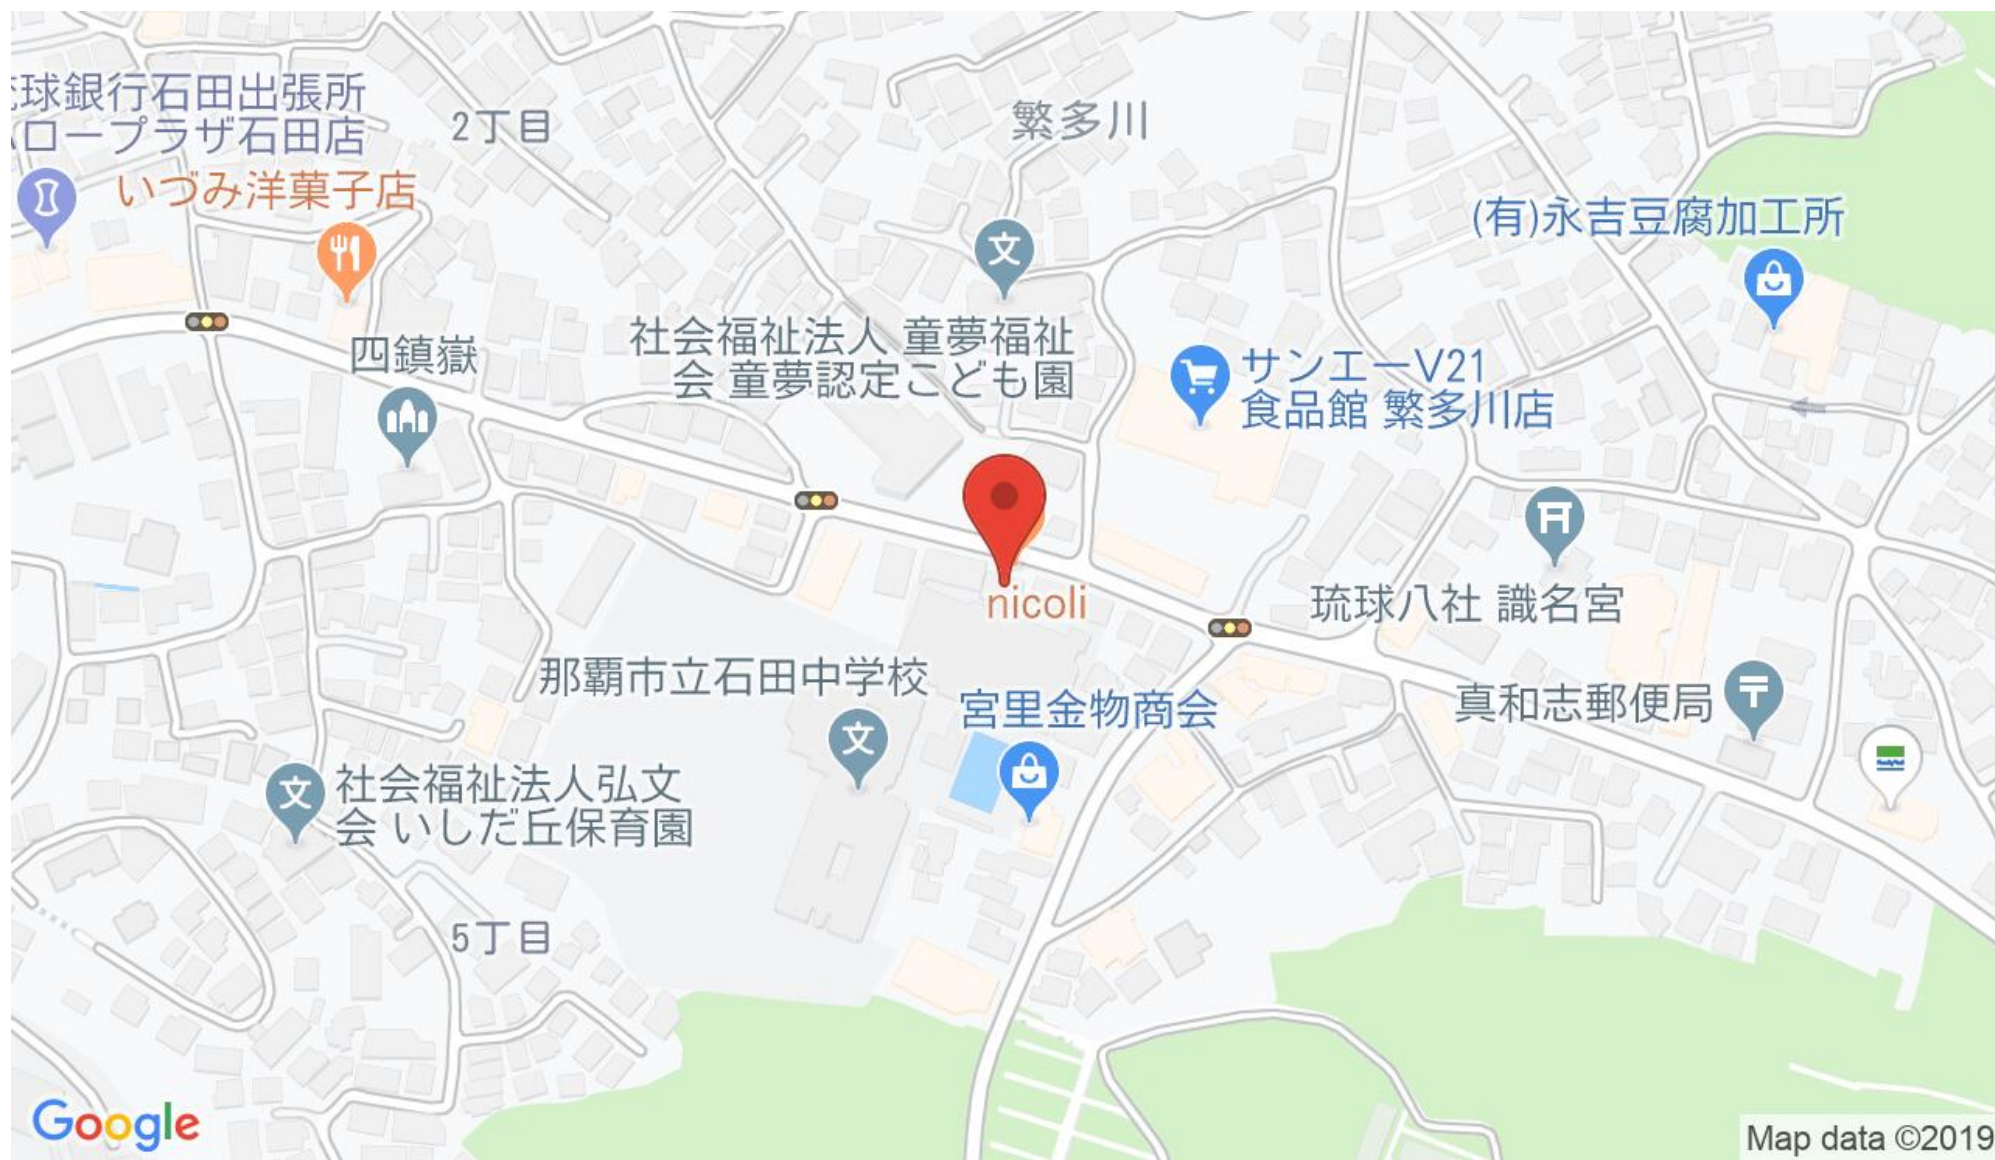 球銀行石田出張所
ロープラザ石田店
2丁目
繁多川
いづみ洋菓子店
(有)永吉豆腐加工所
四鎮嶽
社会福祉法人 童夢福祉
会 童夢認定こども園
サンエーV21
食品館 繁多川店
nicoli
琉球八社 識名宮
那覇市立石田中学校
宮里金物商会
真和志郵便局
社会福祉法人弘文
会 いしだ丘保育園
5丁目
Google
Map data ©2019